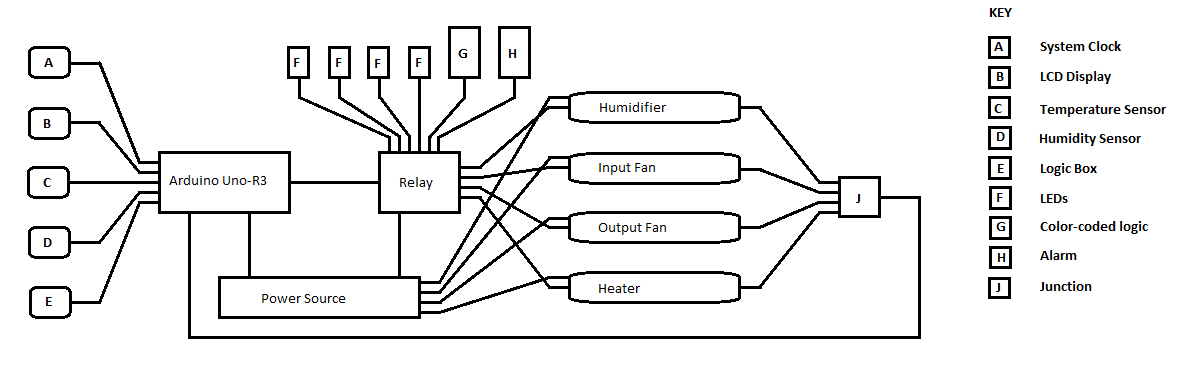 KEY
A System Clock
B LCD Display
C Temperature Sensor
D Humidity Sensor
E Logic Box
F LEDs
G Color-coded logic
H Alarm
J Junction
A
B
C
D
E
F F F F G H
Arduino Uno-R3
Relay
Power Source
Humidifier
Input Fan
Output Fan
Heater
J